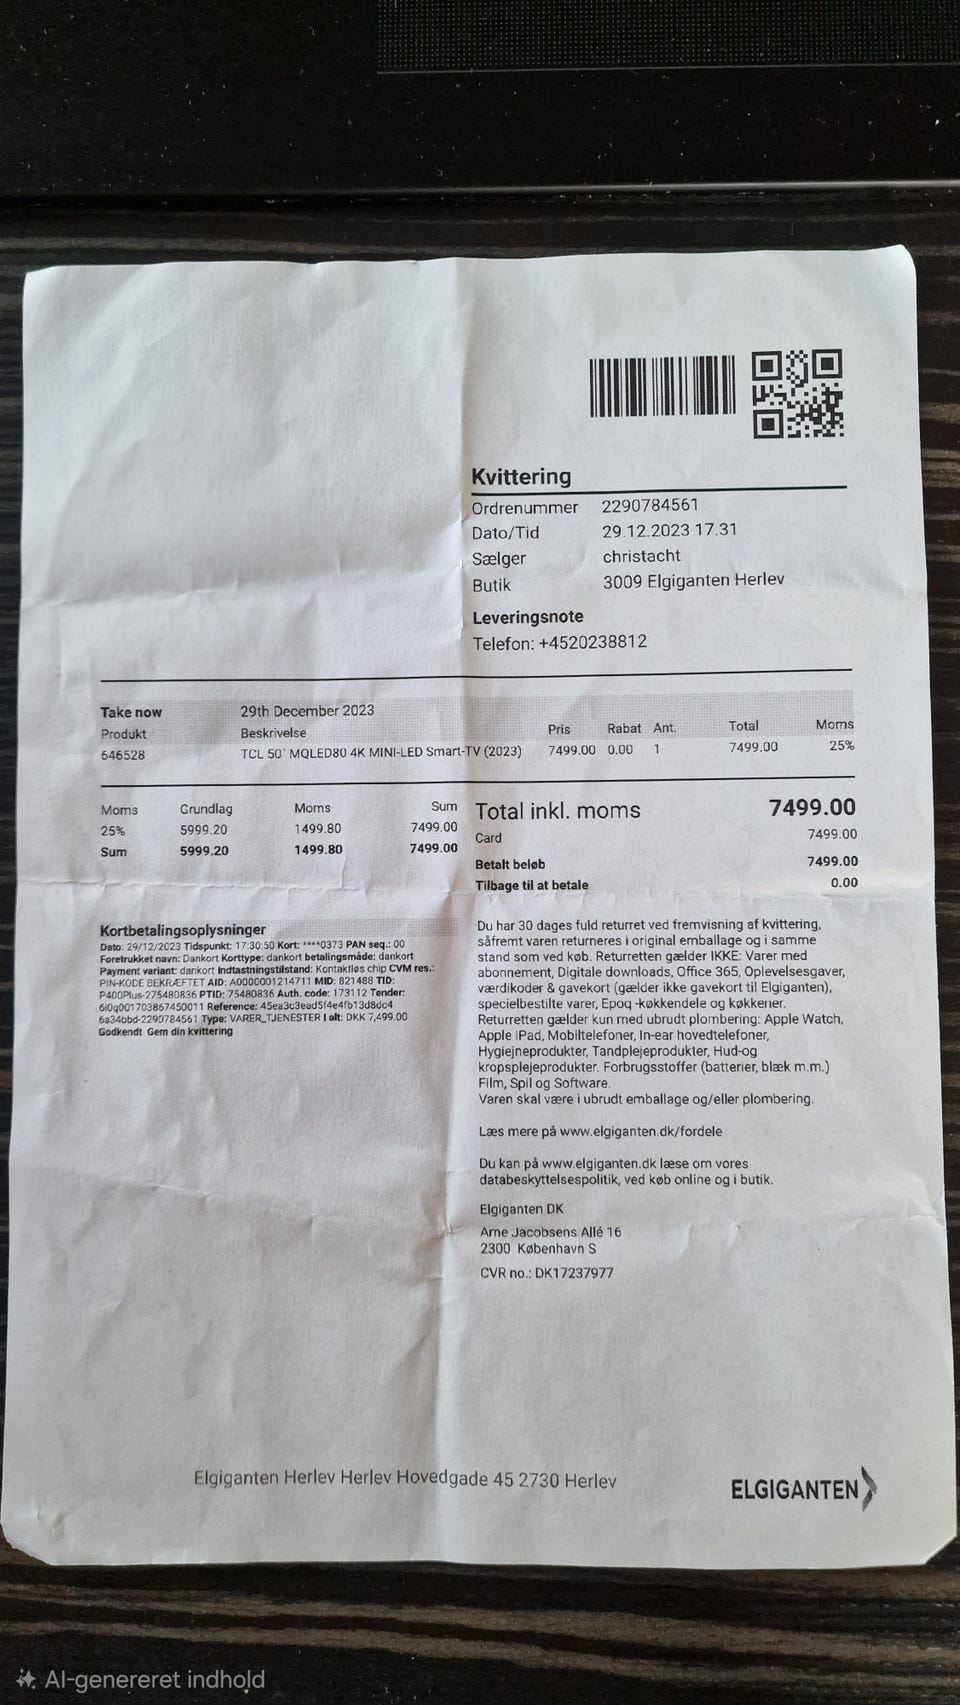 Kvittering
Ordrenummer 2290784561
Dato/Tid 29.12.2023 17.31
Sælger christacht
Butik 3009 Elgiganten Herlev
Leveringsnote
Telefon: +4520238812
Take now 29th December 2023
Produkt Beskrivelse Pris Rabat Ant. Total Moms
646528 TCL 50" MQLED80 4K MINI-LED Smart-TV (2023) 7499.00 0.00 1 7499.00 25%
Moms Grundlag Moms Sum
25% 5999.20 1499.80 7499.00
Sum 5999.20 1499.80 7499.00
Total inkl. moms 7499.00
Card 7499.00
Betalt beløb 7499.00
Tilbage til at betale 0.00
Kortbetalingsoplysninger
Dato: 29/12/2023 Tidspunkt: 17:30:50 Kort: ****0373 PAN seq.: 00
Foretrukket navn: Dankort Korttype: dankort betalingsmåde: dankort
Payment variant: dankort Indtastningstilstand: Kontaktløs chip CVM res.:
PIN-KODE BEKRÆFTET AID: A0000001214711 MID: 821488 TID:
P400Plus-275480836 PTID: 75480836 Auth. code: 173112 Tender:
6i0q001703867450011 Reference: 45ea3c3ead5f4e4fb13d8dc4
6a34bbd-2290784561 Type: VARER_TJENESTER I alt: DKK 7,499.00
Godkendt Gem din kvittering
Du har 30 dages fuld returret ved fremvisning af kvittering,
såfremt varen returneres i original emballage og i samme
stand som ved køb. Returretten gælder IKKE: Varer med
abonnement, Digitale downloads, Office 365, Oplevelsesgaver,
værdikoder & gavekort (gælder ikke gavekort til Elgiganten),
specielbestilte varer, Epoq -køkkendele og køkkener.
Returretten gælder kun med ubrudt plombering: Apple Watch,
Apple iPad, Mobiltelefoner, In-ear hovedtelefoner,
Hygiejneprodukter, Tandplejeprodukter, Hud-og
kropsplejeprodukter. Forbrugsstoffer (batterier, blæk m.m.)
Film, Spil og Software.
Varen skal være i ubrudt emballage og/eller plombering.
Læs mere på www.elgiganten.dk/fordele
Du kan på www.elgiganten.dk læse om vores
databeskyttelsespolitik, ved køb online og i butik.
Elgiganten DK
Arne Jacobsens Allé 16
2300 København S
CVR no.: DK17237977
Elgiganten Herlev Herlev Hovedgade 45 2730 Herlev
ELGIGANTEN
AI-genereret indhold